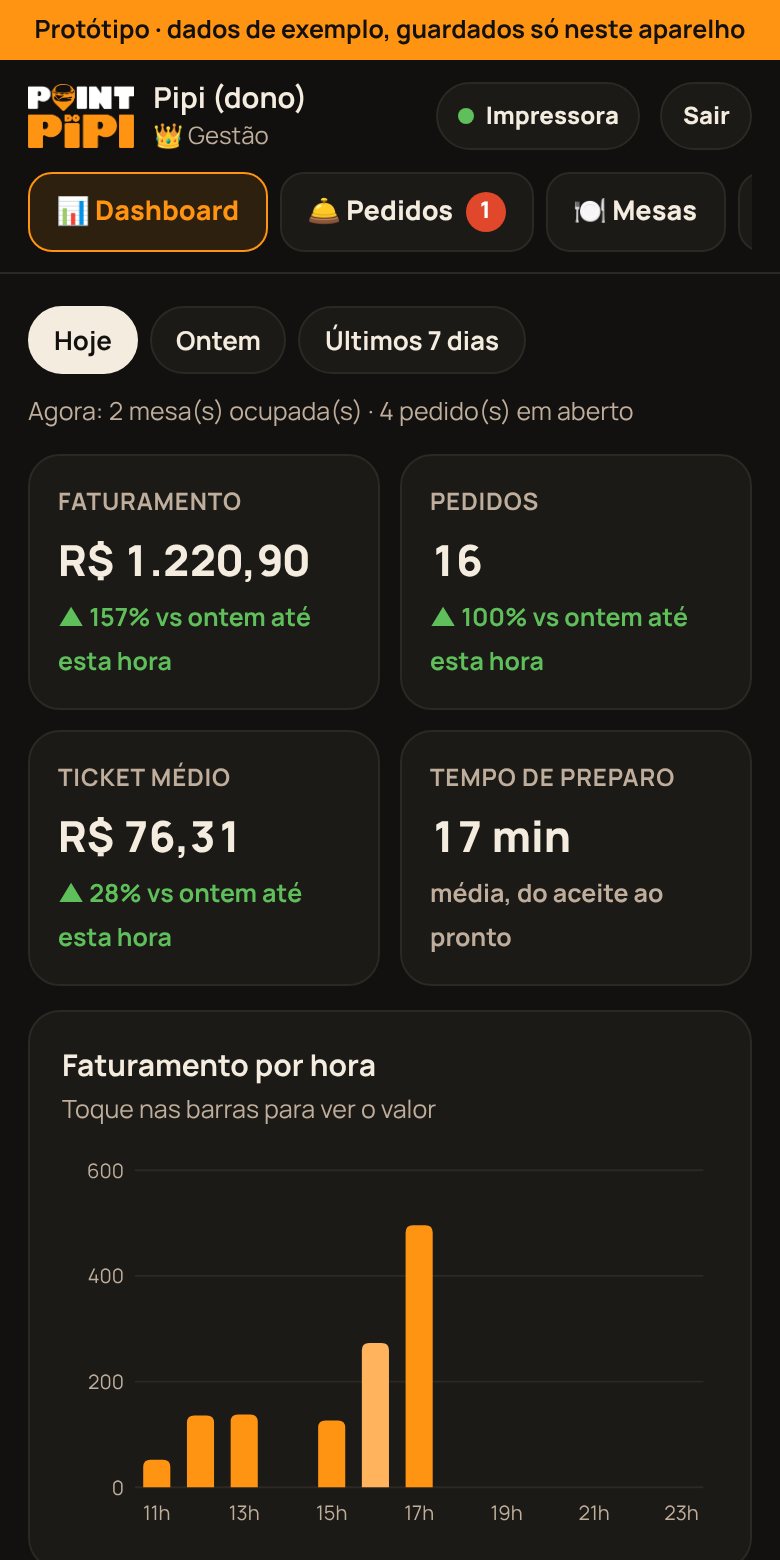 Protótipo · dados de exemplo, guardados só neste aparelho
POINT
PiPi
Pipi (dono)
👑 Gestão
Impressora
Sair
📊 Dashboard
🛎️ Pedidos 1
🍽️ Mesas
Hoje
Ontem
Últimos 7 dias
Agora: 2 mesa(s) ocupada(s) · 4 pedido(s) em aberto
FATURAMENTO
R$ 1.220,90
▲ 157% vs ontem até
esta hora
PEDIDOS
16
▲ 100% vs ontem até
esta hora
TICKET MÉDIO
R$ 76,31
▲ 28% vs ontem até
esta hora
TEMPO DE PREPARO
17 min
média, do aceite ao
pronto
Faturamento por hora
Toque nas barras para ver o valor
600
400
200
0
11h 13h 15h 17h 19h 21h 23h